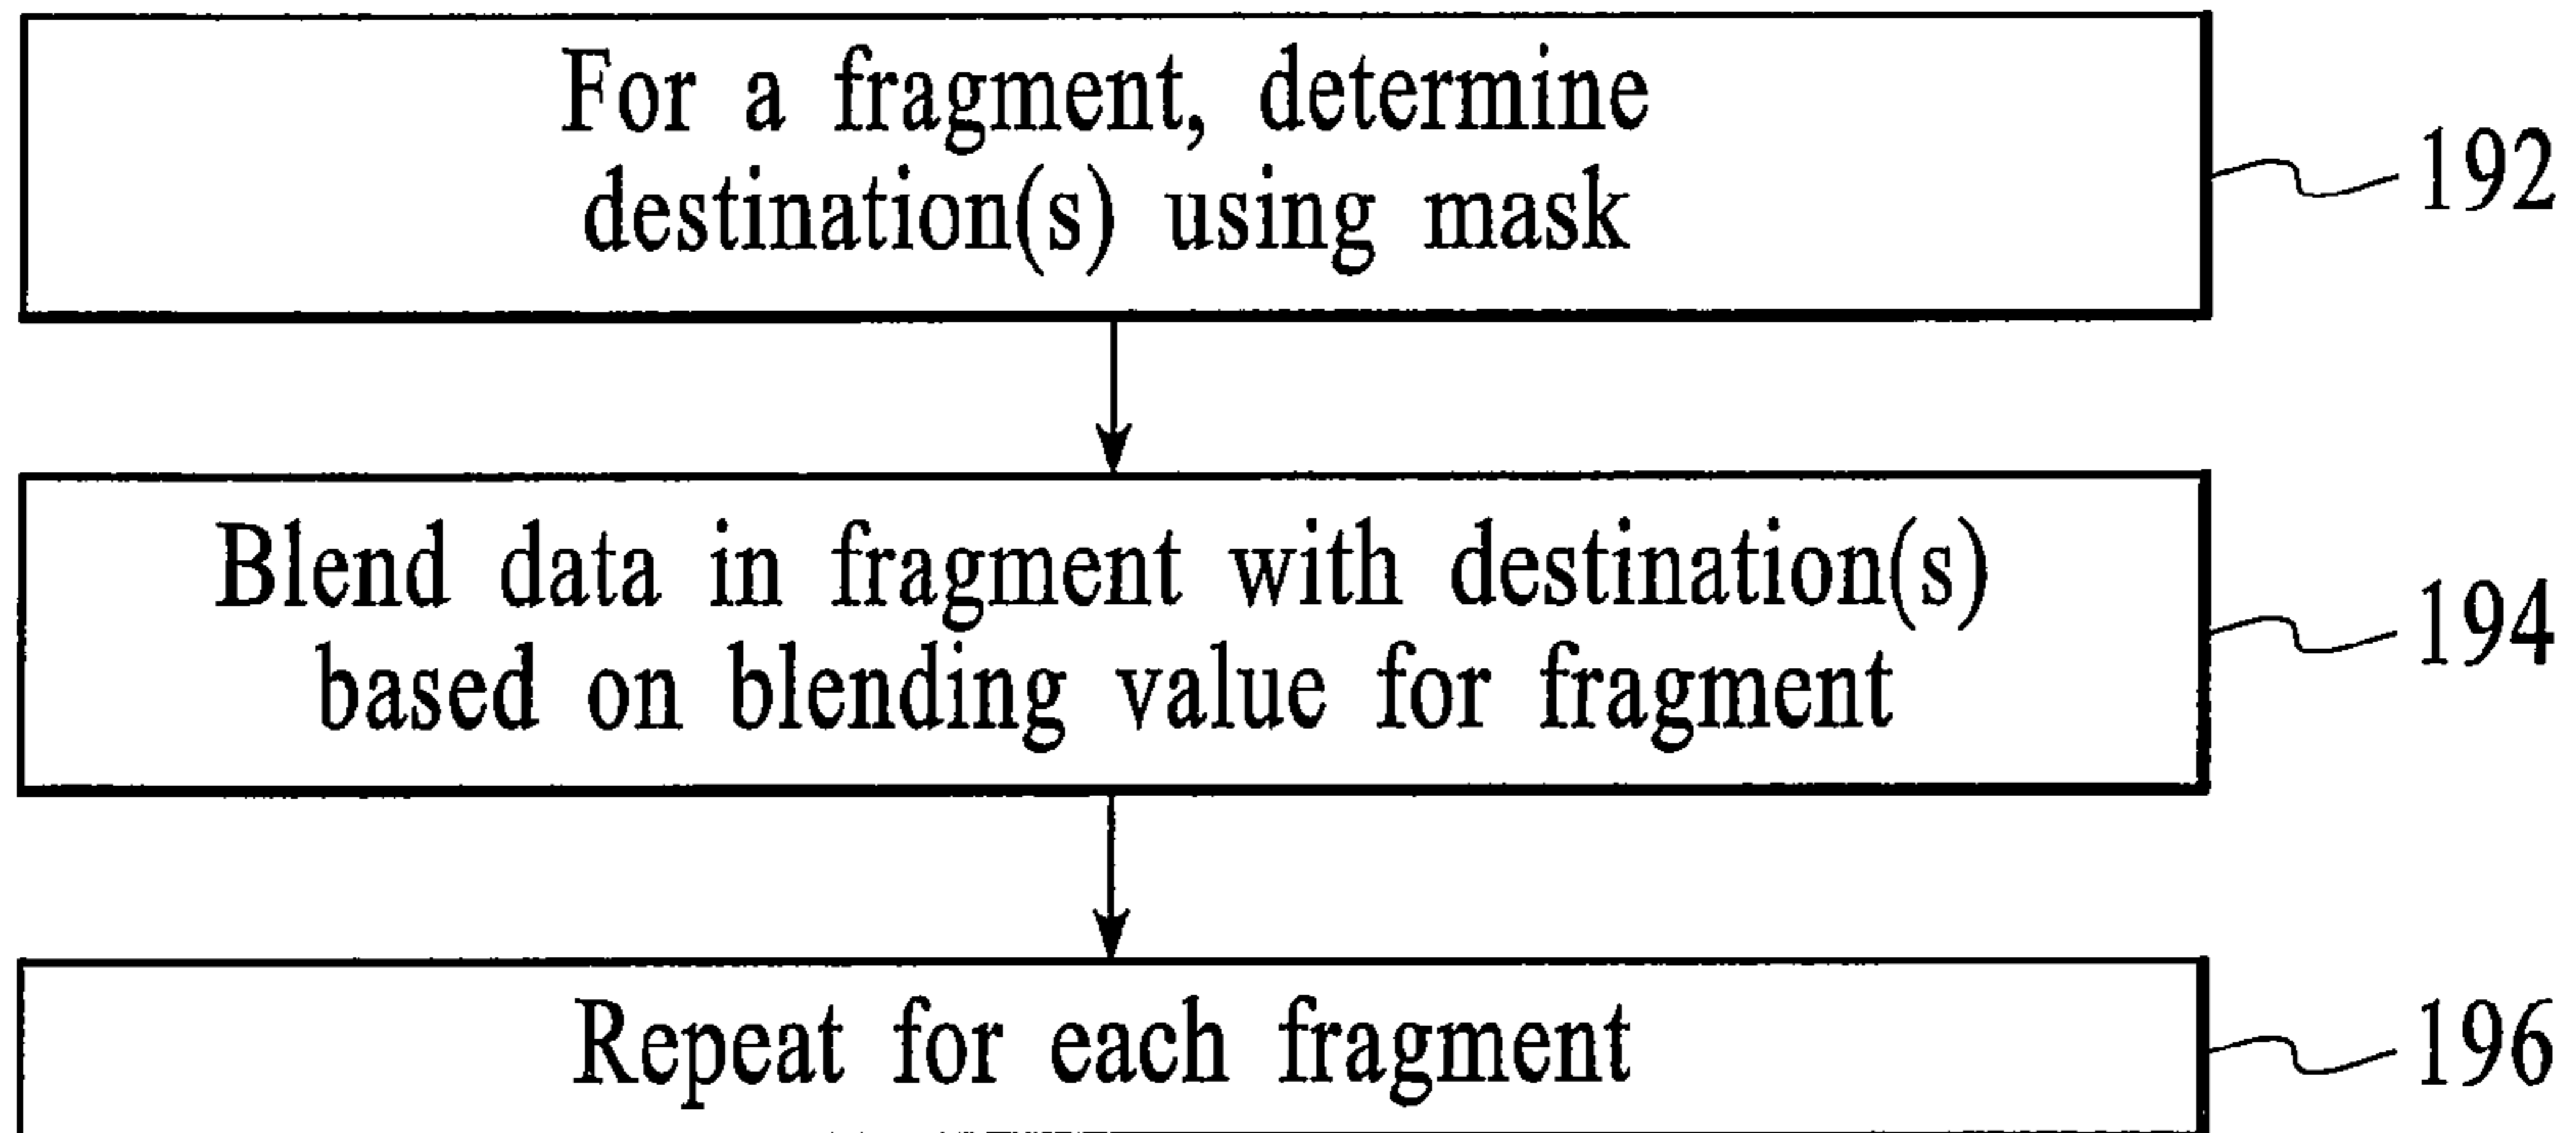 For a fragment, determine
destination(s) using mask
192
Blend data in fragment with destination(s)
based on blending value for fragment
194
Repeat for each fragment
196